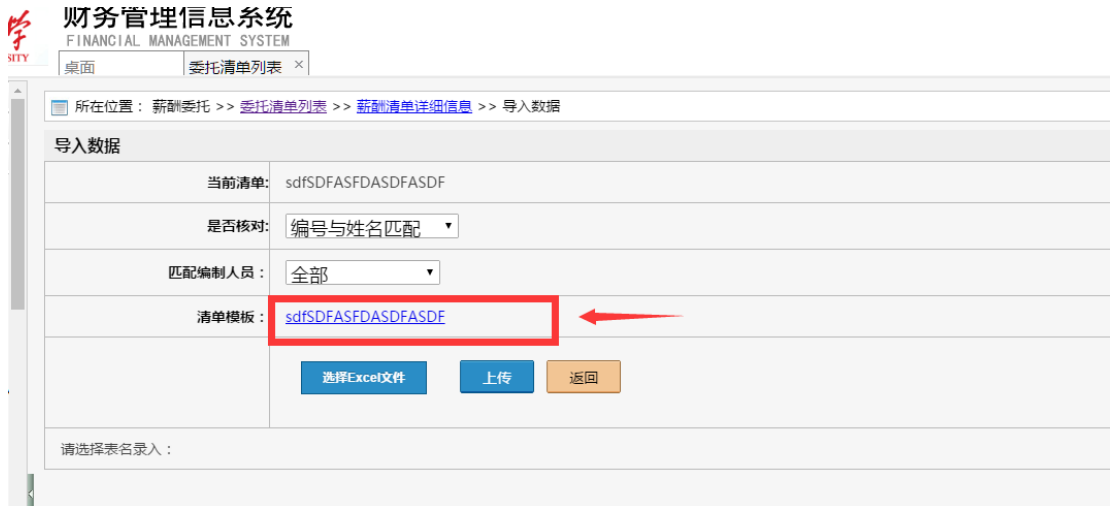 学
SITY
财务管理信息系统
FINANCIAL MANAGEMENT SYSTEM
桌面
委托清单列表 ×
所在位置： 薪酬委托 >> 委托清单列表 >> 薪酬清单详细信息 >> 导入数据
导入数据
当前清单: sdfSDFASFDASDFASDF
是否核对: 编号与姓名匹配
匹配编制人员： 全部
清单模板： sdfSDFASFDASDFASDF
选择Excel文件 上传 返回
请选择表名录入：